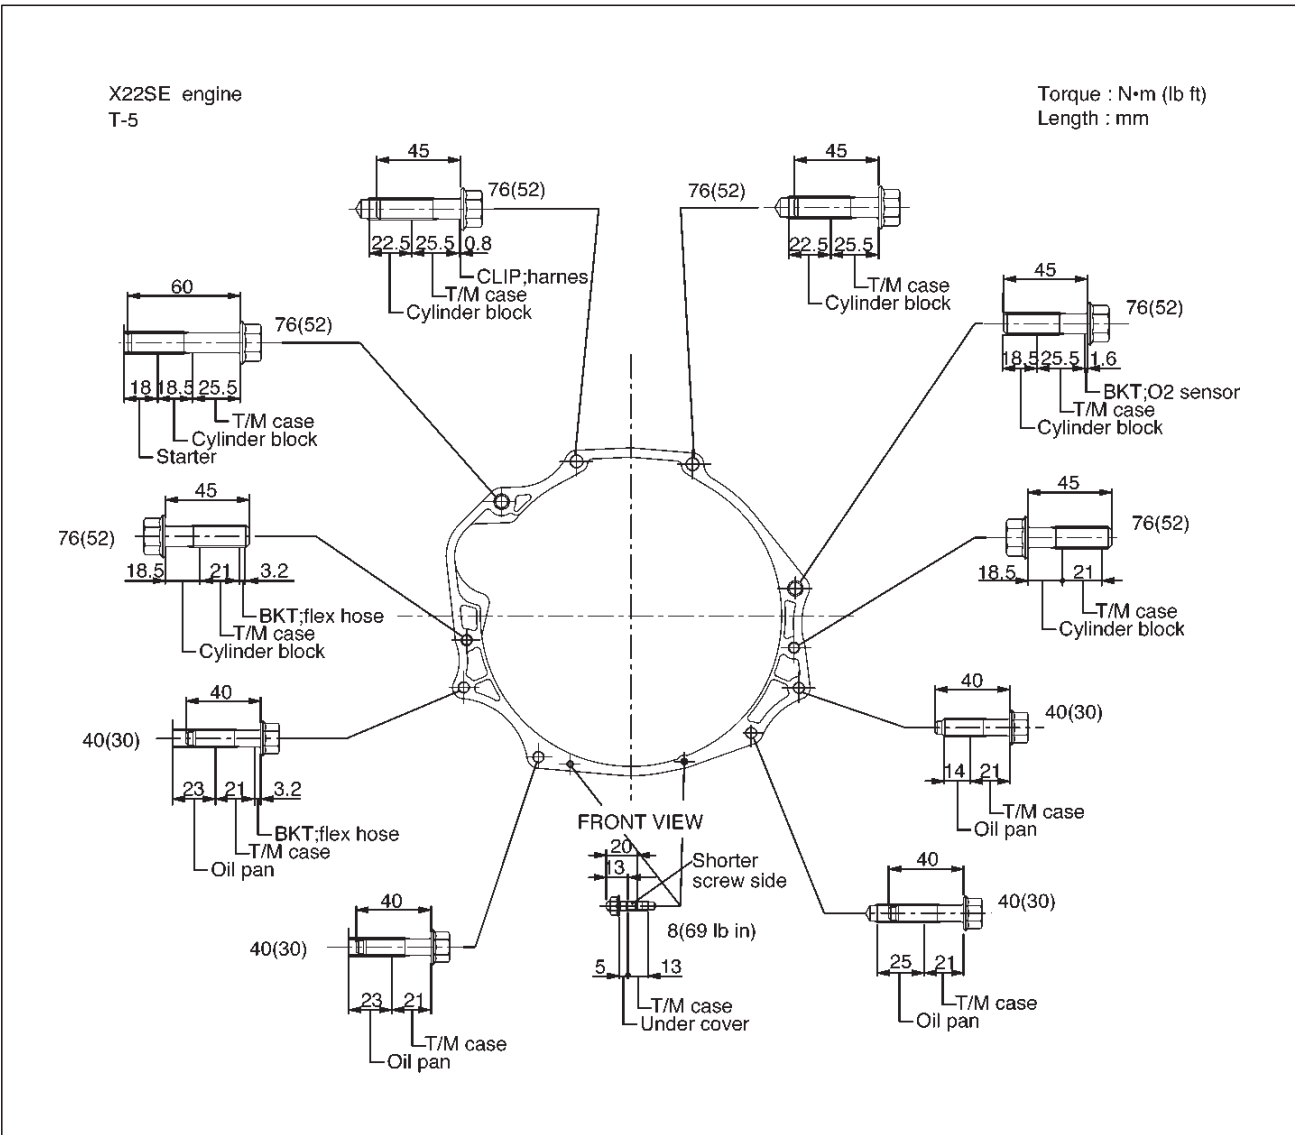 X22SE engine
T-5
Torque : N•m (lb ft)
Length : mm
45
76(52)
22.5 25.5 0.8
CLIP;harnes
T/M case
Cylinder block
45
76(52)
22.5 25.5
T/M case
Cylinder block
60
76(52)
18 18.5 25.5
T/M case
Cylinder block
Starter
45
76(52)
18.5 25.5 1.6
BKT;O2 sensor
T/M case
Cylinder block
45
76(52)
18.5 21 3.2
BKT;flex hose
T/M case
Cylinder block
45
76(52)
18.5 21
T/M case
Cylinder block
40
40(30)
23 21 3.2
BKT;flex hose
T/M case
Oil pan
40
40(30)
14 21
T/M case
Oil pan
FRONT VIEW
20
13
Shorter
screw side
8(69 lb in)
5 13
T/M case
Under cover
40
40(30)
23 21
T/M case
Oil pan
40
40(30)
25 21
T/M case
Oil pan